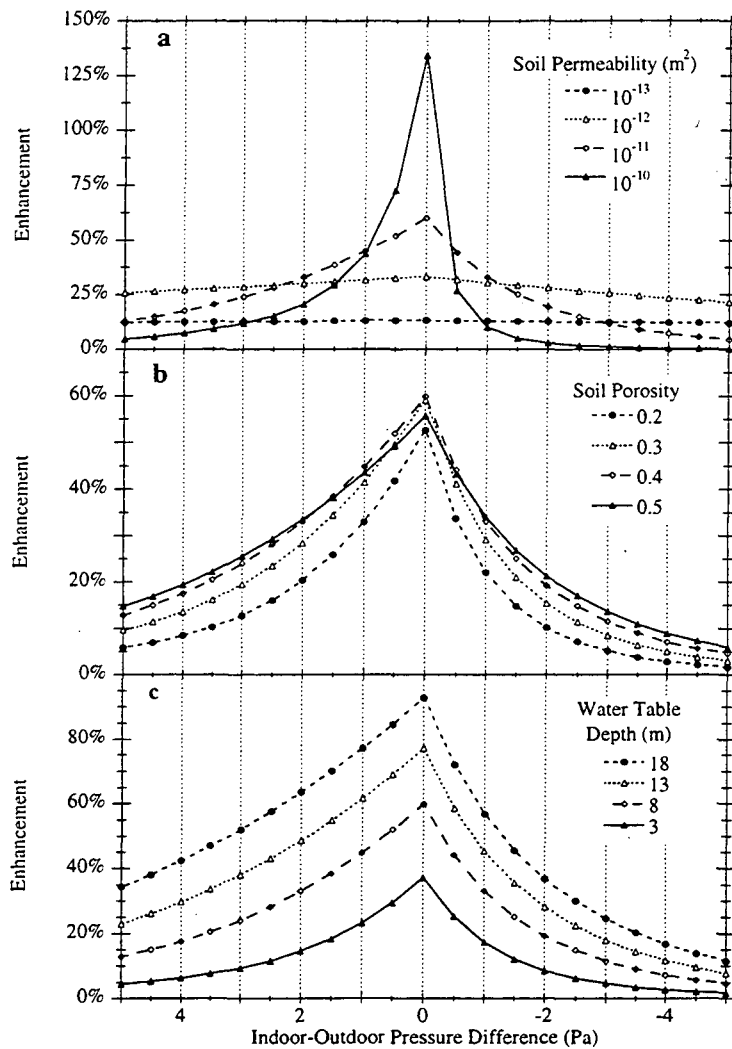 a
150%
125%
100%
75%
50%
25%
0%
Enhancement
Soil Permeability (m²)
10⁻¹³
10⁻¹²
10⁻¹¹
10⁻¹⁰
b
60%
40%
20%
0%
Enhancement
Soil Porosity
0.2
0.3
0.4
0.5
c
80%
60%
40%
20%
0%
Enhancement
Water Table
Depth (m)
18
13
8
3
4 2 0 -2 -4
Indoor-Outdoor Pressure Difference (Pa)